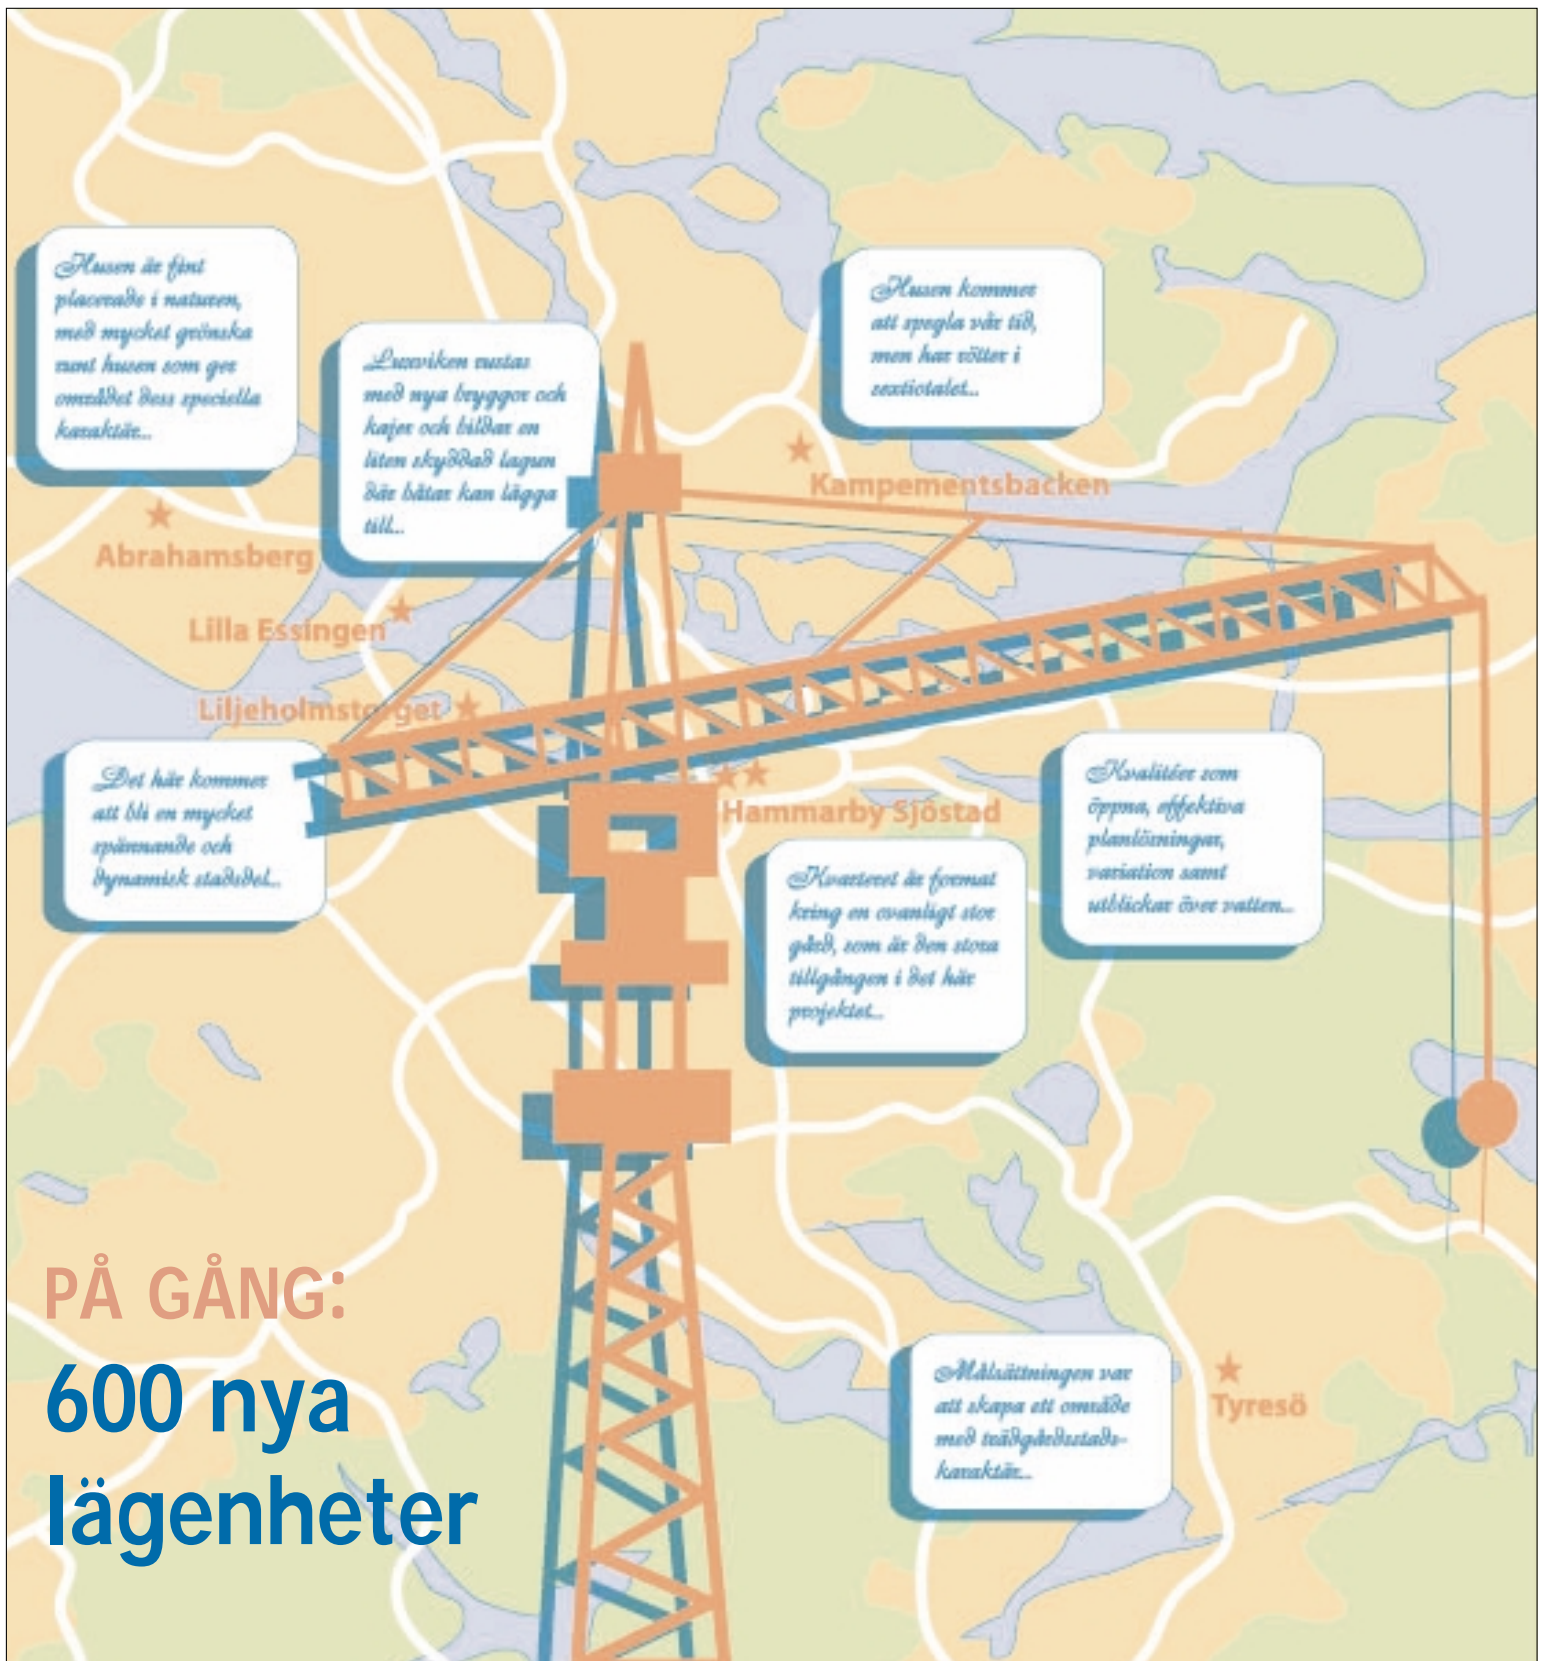 Husen är fint
placerade i naturen,
med mycket grönska
runt husen som ger
området dess speciella
karaktär...
Luxviken rustas
med nya bryggor och
kajer och bildar en
liten skyddad lagun
där båtar kan lägga
till...
Husen kommer
att spegla vår tid,
men har rötter i
sextiotalet...
Kampementsbacken
Abrahamsberg
Lilla Essingen
Liljeholmstorget
Det här kommer
att bli en mycket
spännande och
dynamisk stadsdel...
Hammarby Sjöstad
Kvalitéer som
öppna, effektiva
planlösningar,
variation samt
utblickar över vatten...
Kvarteret är format
kring en ovanligt stor
gård, som är den stora
tillgången i det här
projektet...
PÅ GÅNG:
600 nya
lägenheter
Målsättningen var
att skapa ett område
med trädgårdsstads-
karaktär...
Tyresö